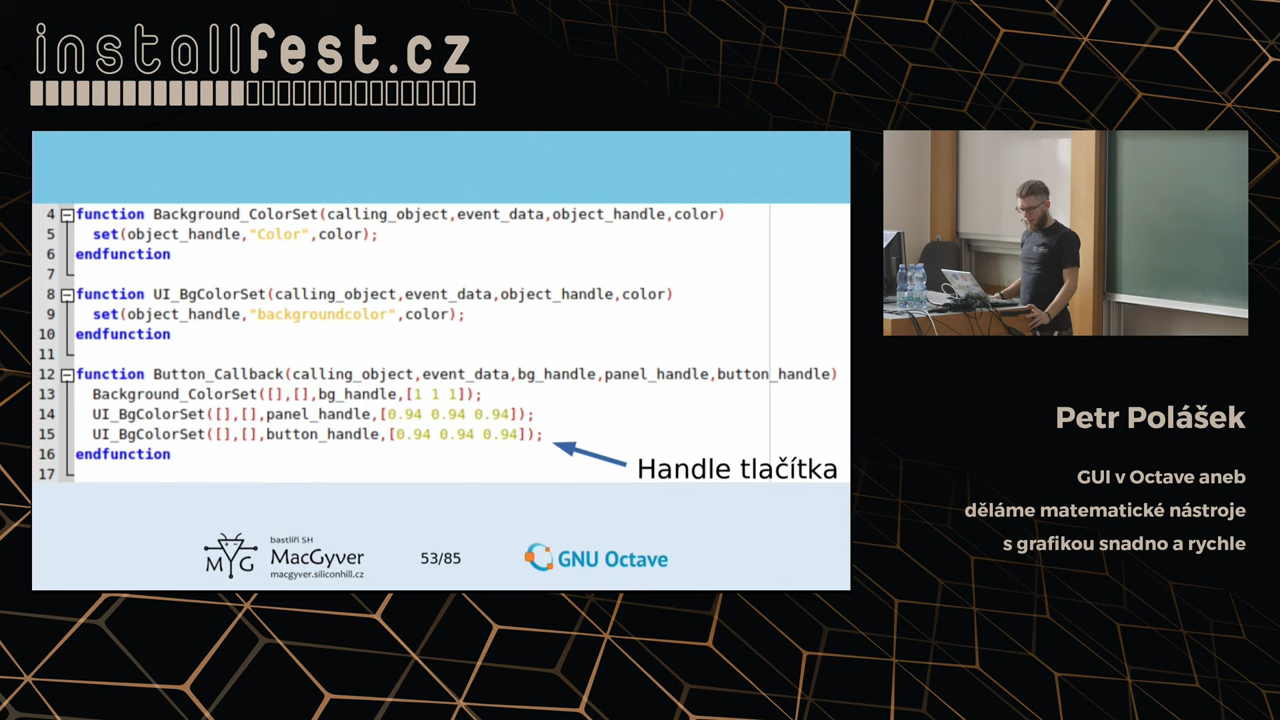 installfest.cz
4 function Background_ColorSet(calling_object,event_data,object_handle,color)
5 set(object_handle,"Color",color);
6 endfunction
7
8 function UI_BgColorSet(calling_object,event_data,object_handle,color)
9 set(object_handle,"backgroundcolor",color);
10 endfunction
11
12 function Button_Callback(calling_object,event_data,bg_handle,panel_handle,button_handle)
13 Background_ColorSet([],[],bg_handle,[1 1 1]);
14 UI_BgColorSet([],[],panel_handle,[0.94 0.94 0.94]);
15 UI_BgColorSet([],[],button_handle,[0.94 0.94 0.94]);
16 endfunction
17
Handle tlačítka
MYG
bastlíři SH
MacGyver
macgyver.siliconhill.cz
53/85
GNU Octave
Petr Polášek
GUI v Octave aneb
děláme matematické nástroje
s grafikou snadno a rychle